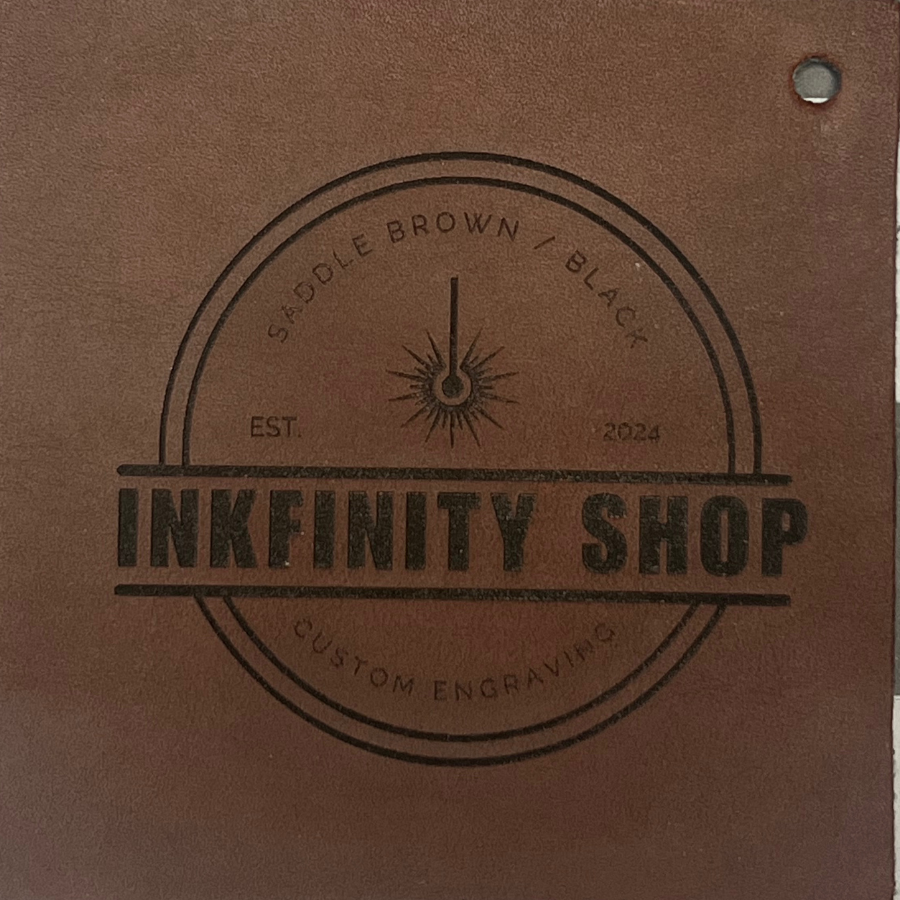 SADDLE BROWN / BLACK
EST. 2024
INKFINITY SHOP
CUSTOM ENGRAVING